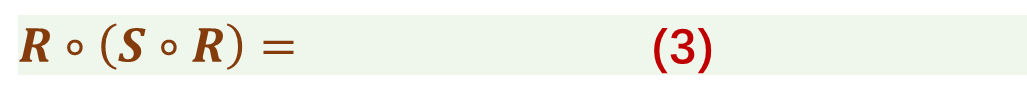 R ∘ (S ∘ R) = (3)